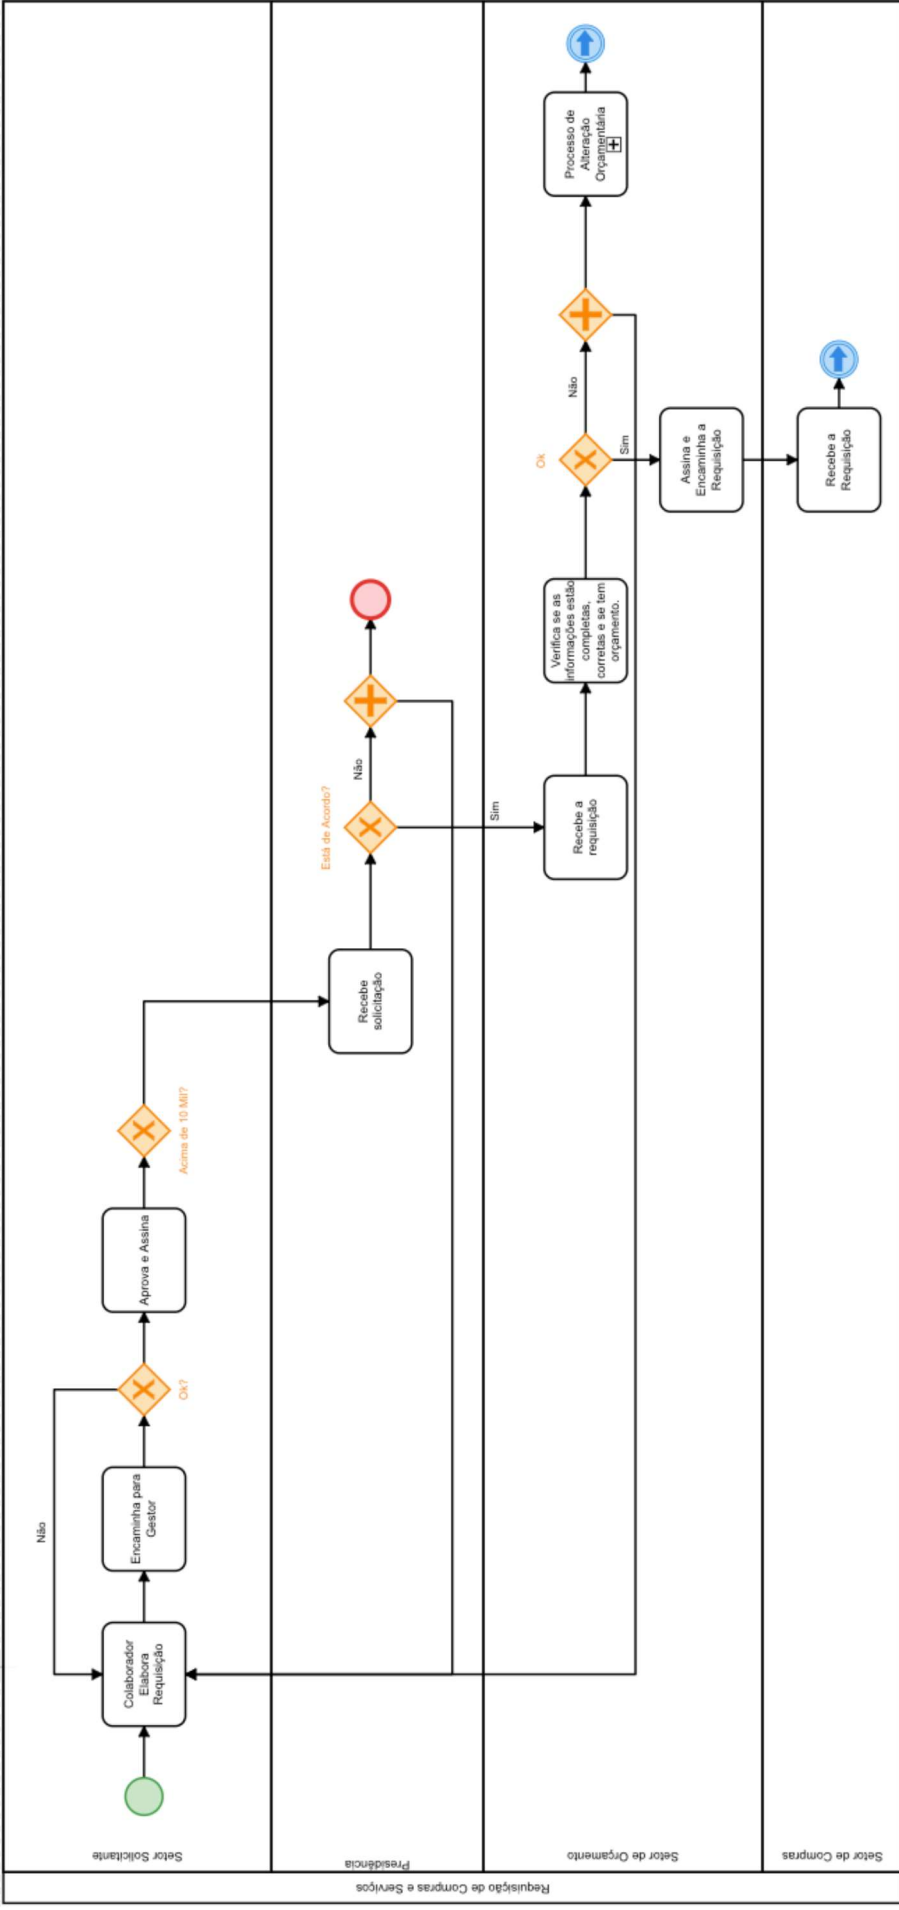 Requisição de Compras e Serviços
Setor Solicitante
Colaborador
Elabora
Requisição
Encaminha para
Gestor
Não
Ok?
Aprova e Assina
Acima de 10 Mil?
Presidência
Recebe
solicitação
Está de Acordo?
Não
Sim
Setor de Orçamento
Recebe a
requisição
Verifica se as
informações estão
completas,
corretas e se tem
orçamento.
Ok
Não
Sim
Processo de
Alteração
Orçamentária
Assina e
Encaminha a
Requisição
Setor de Compras
Recebe a
Requisição